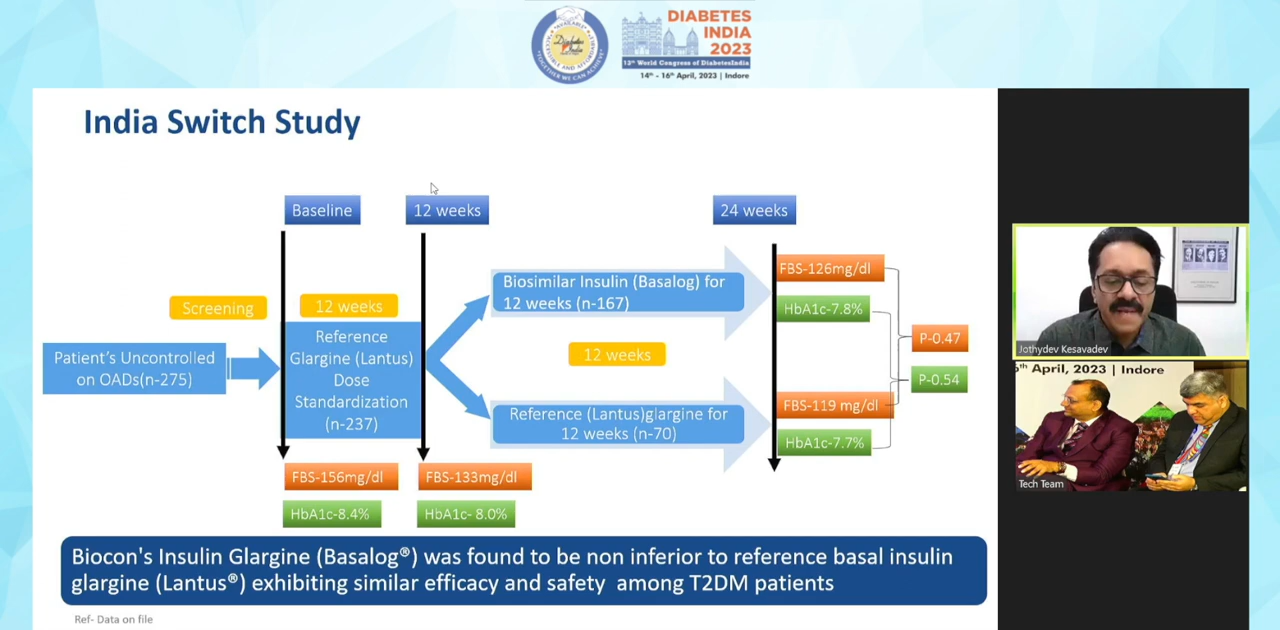 DIABETES
INDIA
2023
13th World Congress of DiabetesIndia
14th - 16th April, 2023 | Indore
India Switch Study
Baseline
12 weeks
24 weeks
Screening
12 weeks
Patient's Uncontrolled
on OADs(n-275)
Reference
Glargine (Lantus)
Dose
Standardization
(n-237)
Biosimilar Insulin (Basalog) for
12 weeks (n-167)
12 weeks
Reference (Lantus)glargine for
12 weeks (n-70)
FBS-126mg/dl
HbA1c-7.8%
P-0.47
P-0.54
FBS-119 mg/dl
HbA1c-7.7%
FBS-156mg/dl
HbA1c-8.4%
FBS-133mg/dl
HbA1c- 8.0%
Biocon's Insulin Glargine (Basalog®) was found to be non inferior to reference basal insulin
glargine (Lantus®) exhibiting similar efficacy and safety among T2DM patients
Ref- Data on file
Jothydev Kesavadev
April, 2023 | Indore
Tech Team